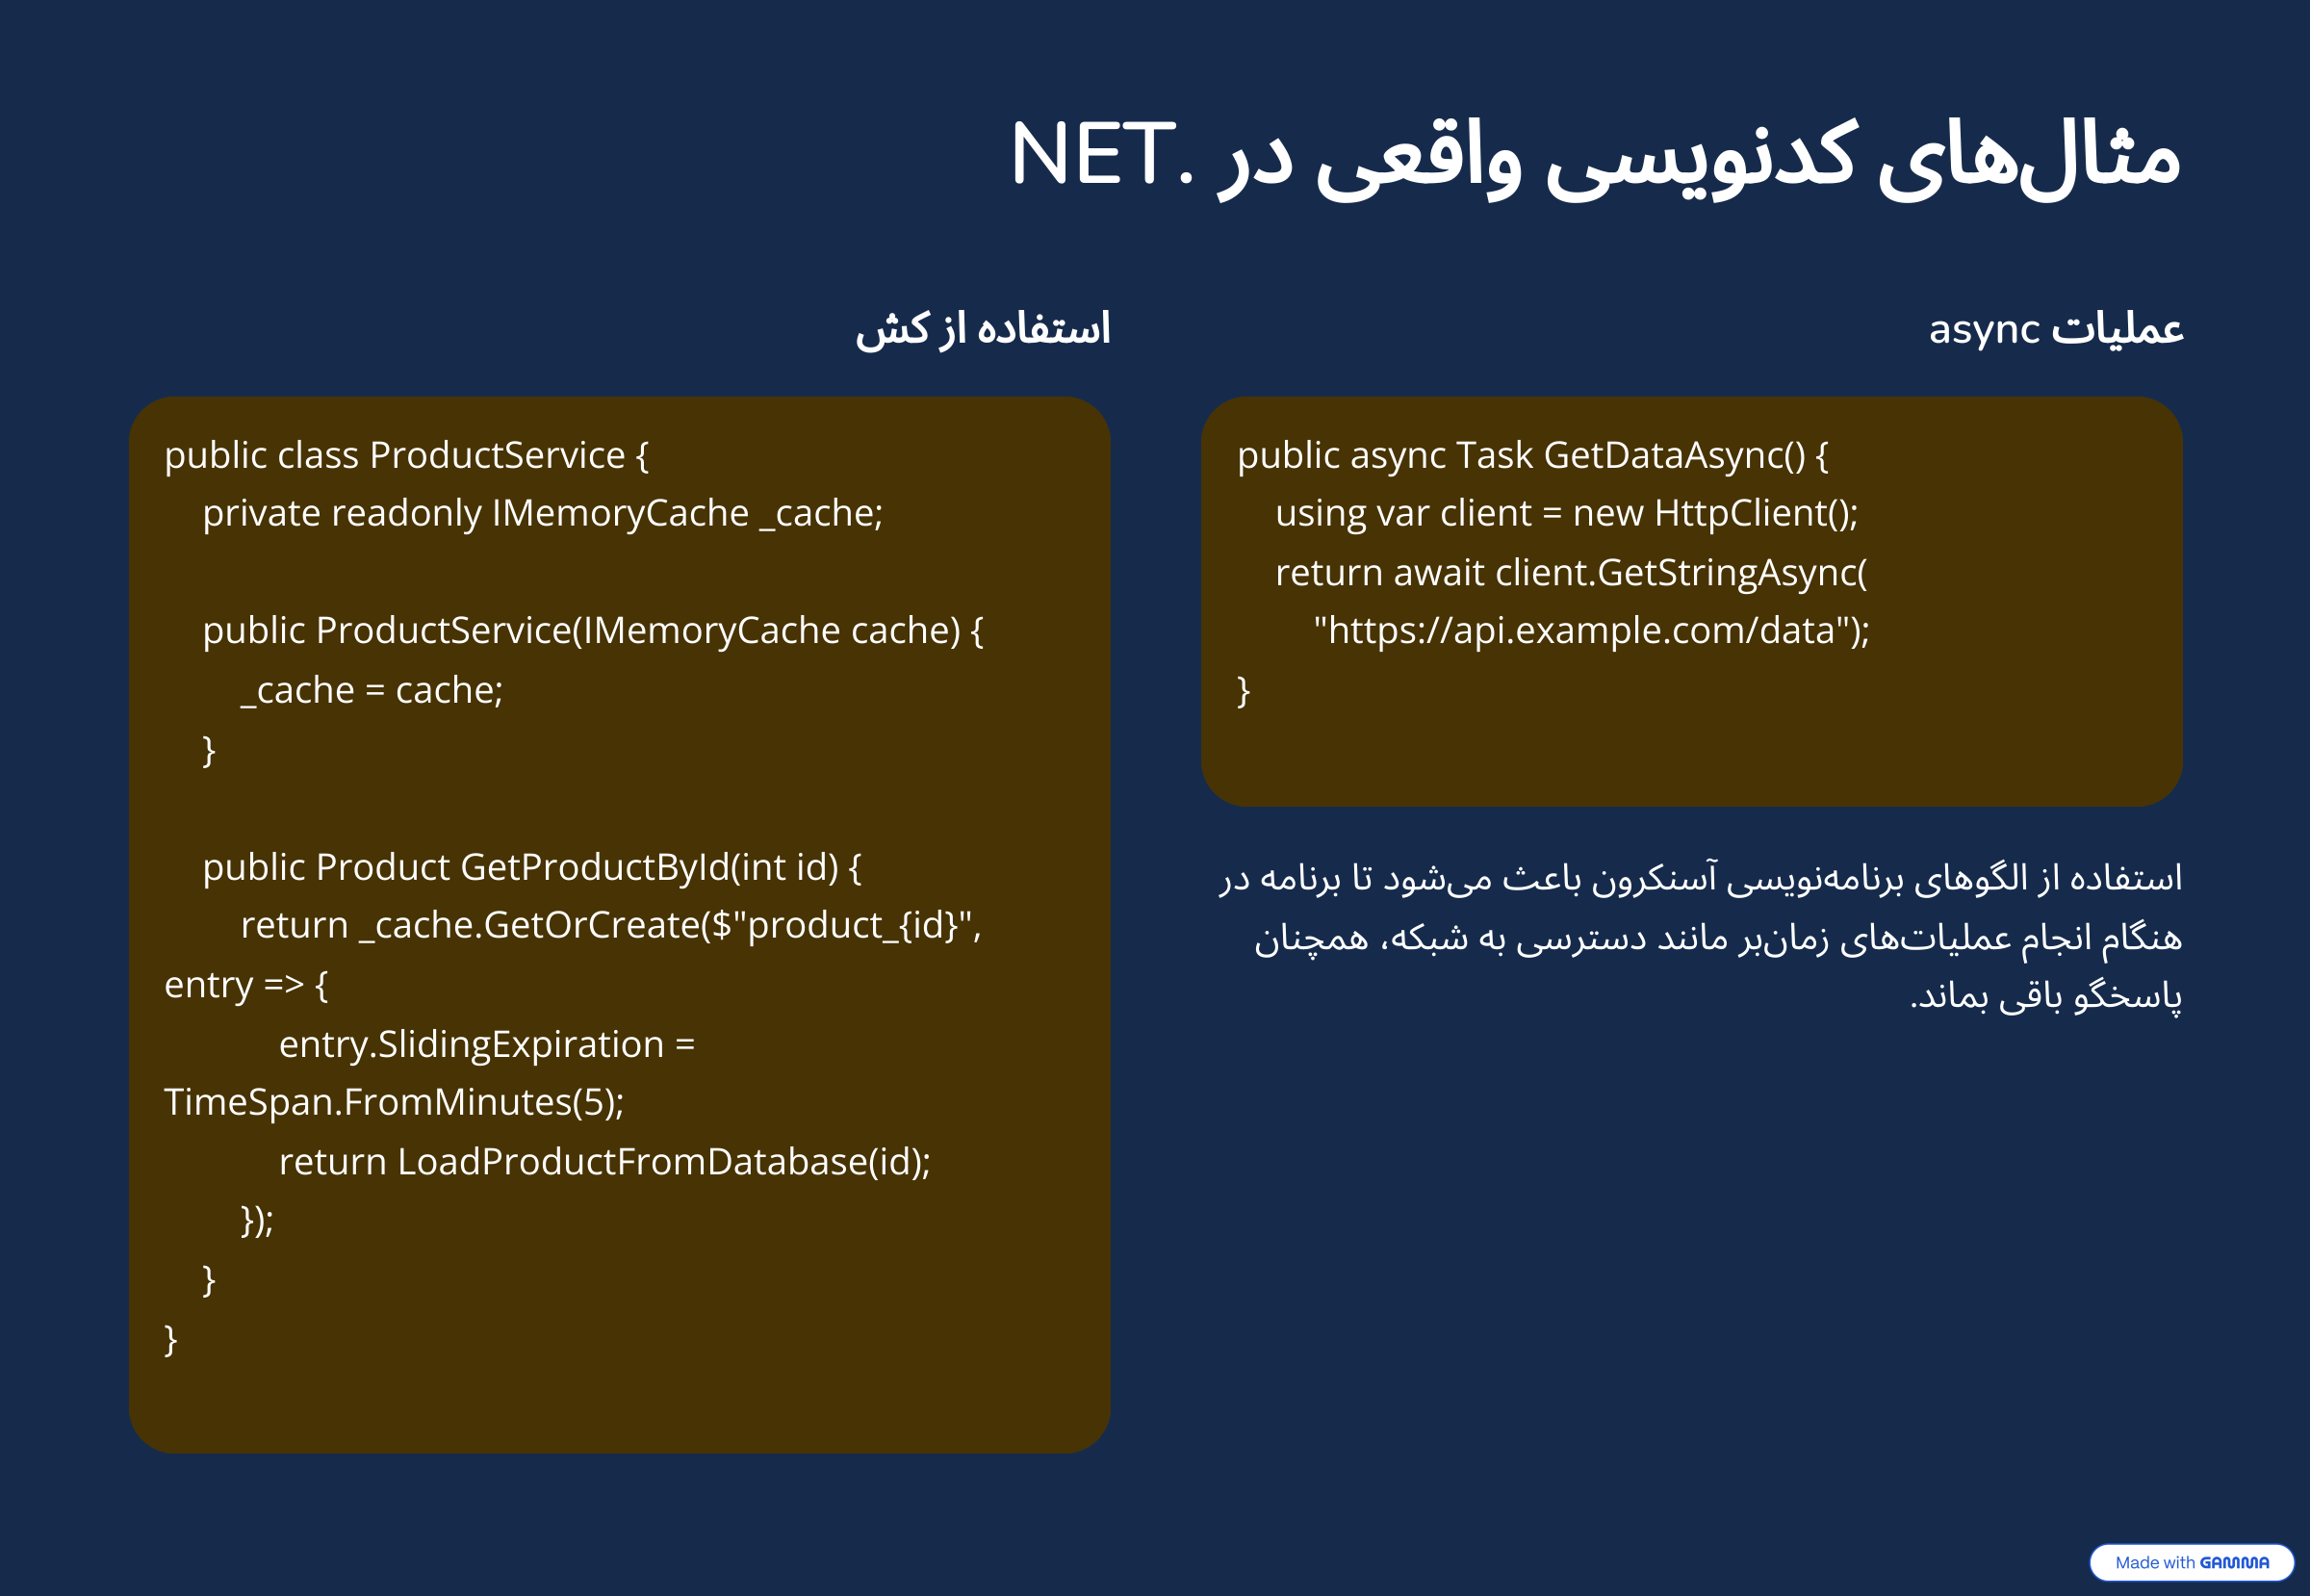 مثال‌های کدنویسی واقعی در .NET
عملیات async
public async Task GetDataAsync() {
    using var client = new HttpClient();
    return await client.GetStringAsync(
        "https://api.example.com/data");
}
استفاده از الگوهای برنامه‌نویسی آسنکرون باعث می‌شود تا برنامه در
هنگام انجام عملیات‌های زمان‌بر مانند دسترسی به شبکه، همچنان
پاسخگو باقی بماند.
استفاده از کش
public class ProductService {
    private readonly IMemoryCache _cache;
    public ProductService(IMemoryCache cache) {
        _cache = cache;
    }
    public Product GetProductById(int id) {
        return _cache.GetOrCreate($"product_{id}",
entry => {
            entry.SlidingExpiration =
TimeSpan.FromMinutes(5);
            return LoadProductFromDatabase(id);
        });
    }
}
Made with GAMMA